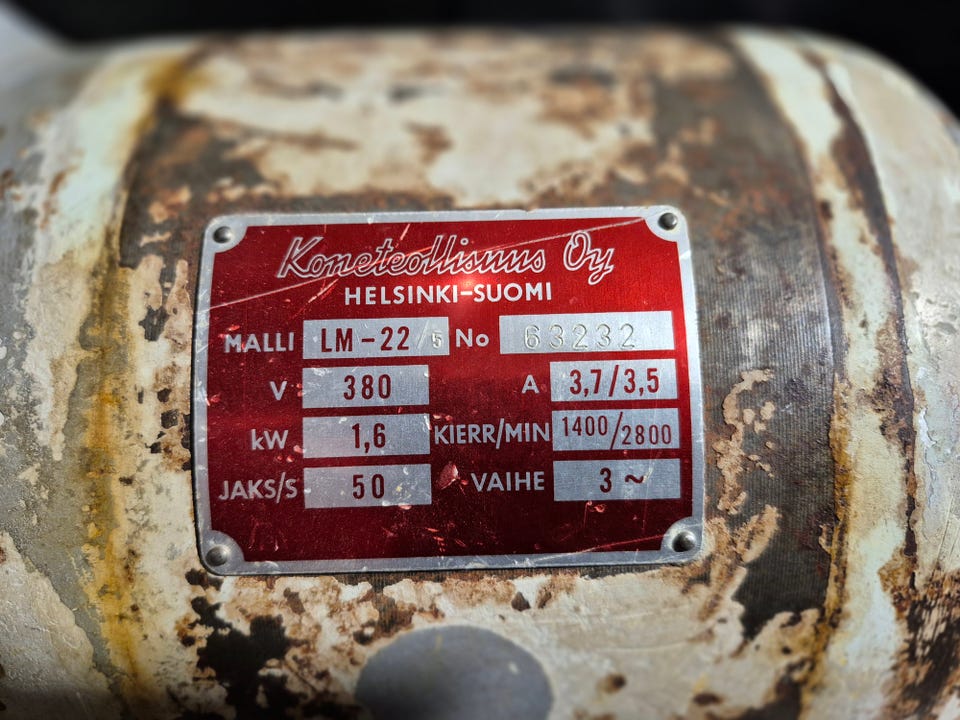 Koneteollisuus Oy
HELSINKI-SUOMI
MALLI LM-22/5 No 63232
V 380 A 3,7/3,5
kW 1,6 KIERR/MIN 1400/2800
JAKS/S 50 VAIHE 3 ~